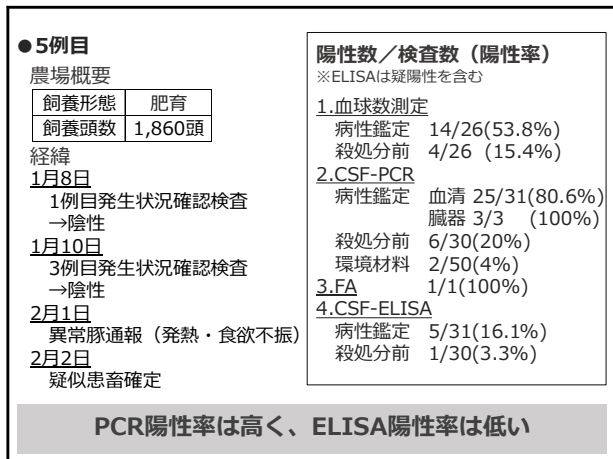 ●5例目
農場概要
飼養形態 肥育
飼養頭数 1,860頭
経緯
1月8日
1例目発生状況確認検査
→陰性
1月10日
3例目発生状況確認検査
→陰性
2月1日
異常豚通報（発熱・食欲不振）
2月2日
疑似患畜確定
陽性数／検査数（陽性率）
※ELISAは疑陽性を含む
1.血球数測定
病性鑑定 14/26(53.8%)
殺処分前 4/26 (15.4%)
2.CSF-PCR
病性鑑定 血清 25/31(80.6%)
臓器 3/3 (100%)
殺処分前 6/30(20%)
環境材料 2/50(4%)
3.FA 1/1(100%)
4.CSF-ELISA
病性鑑定 5/31(16.1%)
殺処分前 1/30(3.3%)
PCR陽性率は高く、ELISA陽性率は低い